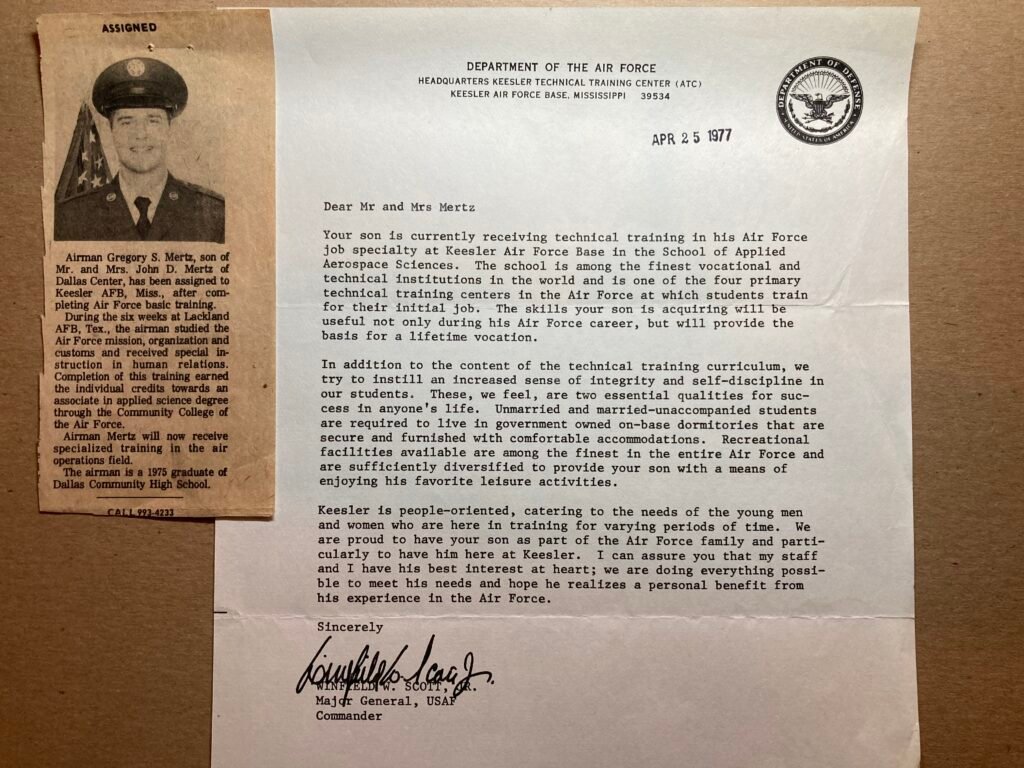 ASSIGNED
Airman Gregory S. Mertz, son of
Mr. and Mrs. John D. Mertz of
Dallas Center, has been assigned to
Keesler AFB, Miss., after com-
pleting Air Force basic training.
During the six weeks at Lackland
AFB, Tex., the airman studied the
Air Force mission, organization and
customs and received special in-
struction in human relations.
Completion of this training earned
the individual credits towards an
associate in applied science degree
through the Community College of
the Air Force.
Airman Mertz will now receive
specialized training in the air
operations field.
The airman is a 1975 graduate of
Dallas Community High School.
CALL 993-4233
DEPARTMENT OF THE AIR FORCE
HEADQUARTERS KEESLER TECHNICAL TRAINING CENTER (ATC)
KEESLER AIR FORCE BASE, MISSISSIPPI 39534
DEPARTMENT OF DEFENSE
UNITED STATES OF AMERICA
APR 25 1977
Dear Mr and Mrs Mertz
Your son is currently receiving technical training in his Air Force
job specialty at Keesler Air Force Base in the School of Applied
Aerospace Sciences. The school is among the finest vocational and
technical institutions in the world and is one of the four primary
technical training centers in the Air Force at which students train
for their initial job. The skills your son is acquiring will be
useful not only during his Air Force career, but will provide the
basis for a lifetime vocation.
In addition to the content of the technical training curriculum, we
try to instill an increased sense of integrity and self-discipline in
our students. These, we feel, are two essential qualities for suc-
cess in anyone's life. Unmarried and married-unaccompanied students
are required to live in government owned on-base dormitories that are
secure and furnished with comfortable accommodations. Recreational
facilities available are among the finest in the entire Air Force and
are sufficiently diversified to provide your son with a means of
enjoying his favorite leisure activities.
Keesler is people-oriented, catering to the needs of the young men
and women who are here in training for varying periods of time. We
are proud to have your son as part of the Air Force family and parti-
cularly to have him here at Keesler. I can assure you that my staff
and I have his best interest at heart; we are doing everything possi-
ble to meet his needs and hope he realizes a personal benefit from
his experience in the Air Force.
Sincerely
Winfield W. Scott Jr.
WINFIELD W. SCOTT, JR.
Major General, USAF
Commander